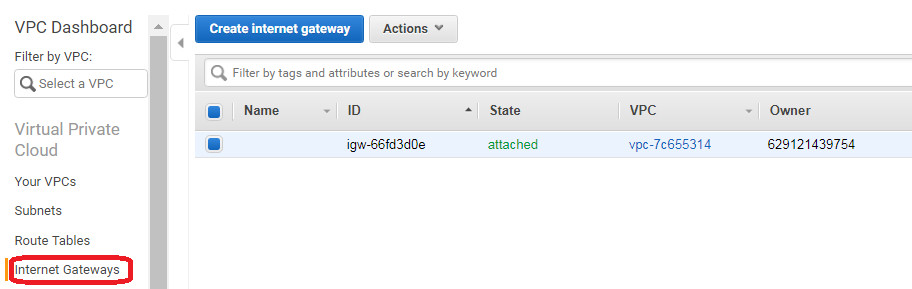 VPC Dashboard
Filter by VPC:
Select a VPC
Virtual Private
Cloud
Your VPCs
Subnets
Route Tables
Internet Gateways
Create internet gateway Actions
Filter by tags and attributes or search by keyword
Name ID State VPC Owner
igw-66fd3d0e attached vpc-7c655314 629121439754